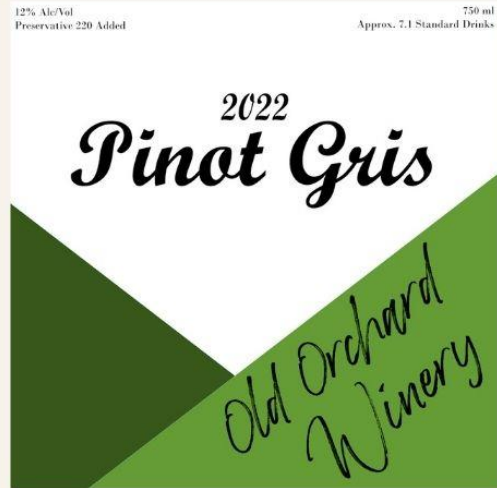 12% Alc/Vol
Preservative 220 Added
750 ml
Approx. 7.1 Standard Drinks
2022
Pinot Gris
Old Orchard
Winery